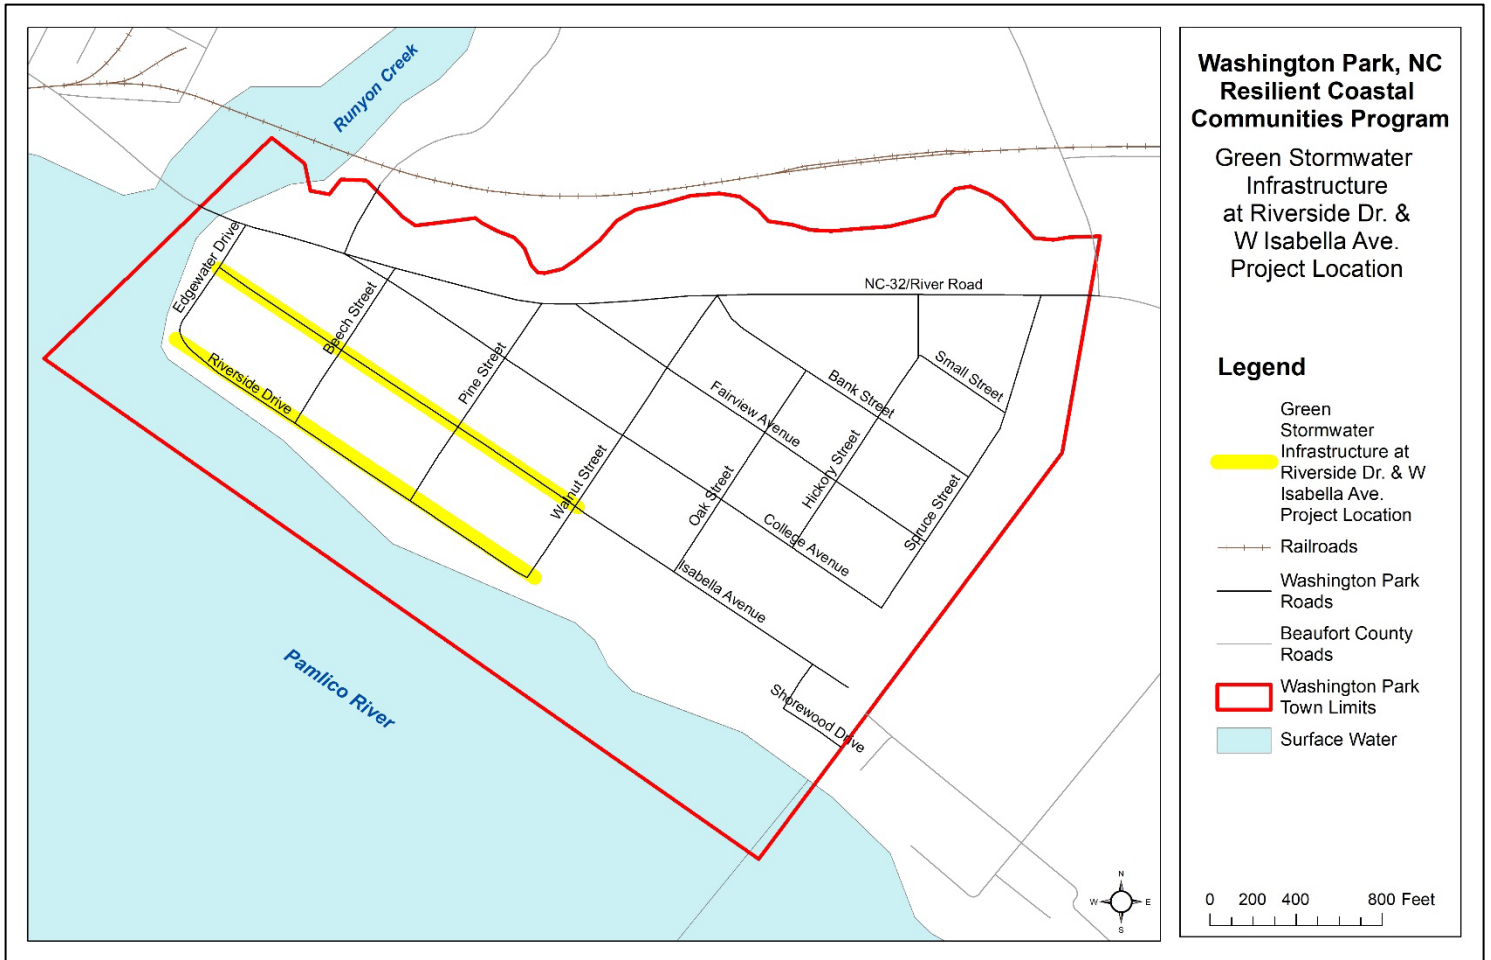 Runyon Creek
Edgewater Drive
Beech Street
Riverside Drive
Pine Street
Walnut Street
NC-32/River Road
Small Street
Bank Street
Fairview Avenue
Hickory Street
Oak Street
Spruce Street
College Avenue
Isabella Avenue
Shorewood Drive
Pamlico River
N
W
E
S
Washington Park, NC
Resilient Coastal
Communities Program
Green Stormwater
Infrastructure
at Riverside Dr. &
W Isabella Ave.
Project Location
Legend
Green
Stormwater
Infrastructure at
Riverside Dr. & W
Isabella Ave.
Project Location
Railroads
Washington Park
Roads
Beaufort County
Roads
Washington Park
Town Limits
Surface Water
0 200 400 800 Feet